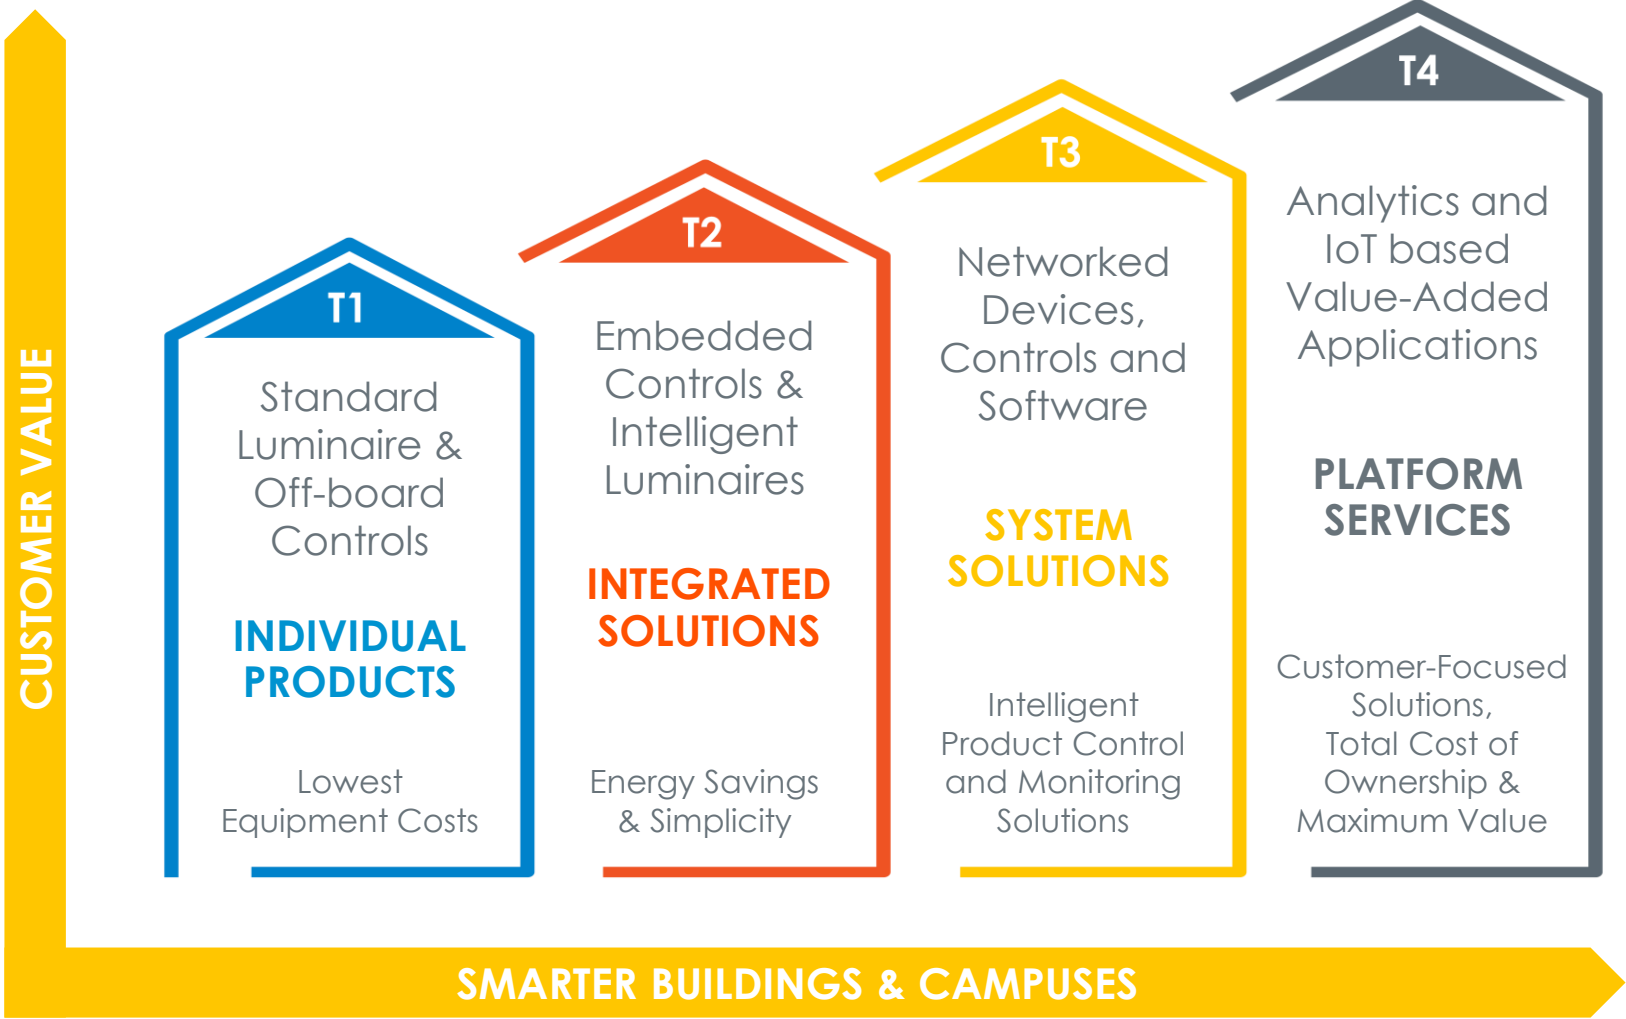 CUSTOMER VALUE
T1
Standard
Luminaire &
Off-board
Controls
INDIVIDUAL
PRODUCTS
Lowest
Equipment Costs
T2
Embedded
Controls &
Intelligent
Luminaires
INTEGRATED
SOLUTIONS
Energy Savings
& Simplicity
T3
Networked
Devices,
Controls and
Software
SYSTEM
SOLUTIONS
Intelligent
Product Control
and Monitoring
Solutions
T4
Analytics and
IoT based
Value-Added
Applications
PLATFORM
SERVICES
Customer-Focused
Solutions,
Total Cost of
Ownership &
Maximum Value
SMARTER BUILDINGS & CAMPUSES